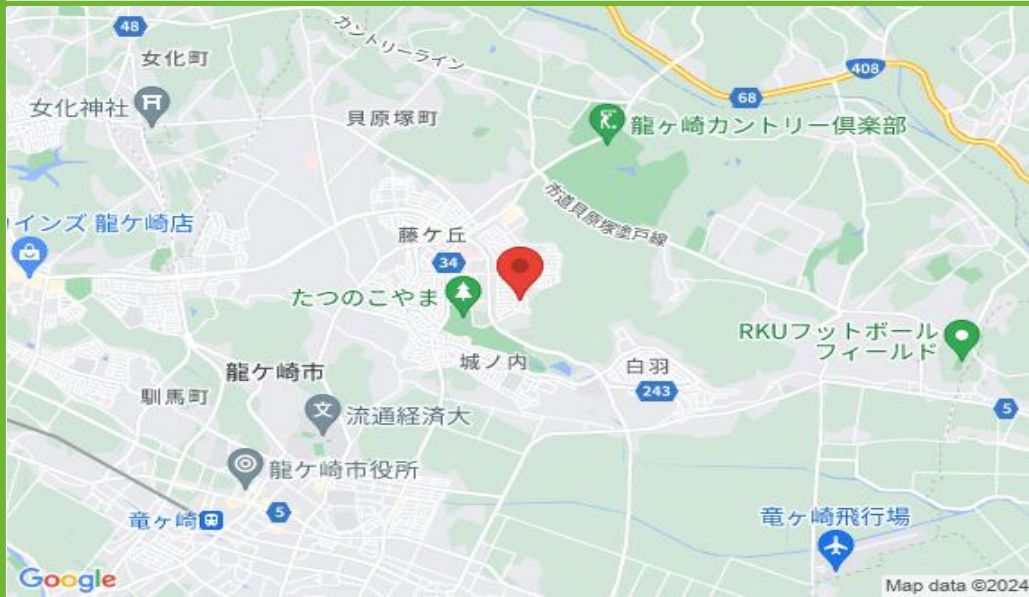 48
女化町
カントリーライン
408
68
女化神社
貝原塚町
龍ヶ崎カントリー倶楽部
市道貝原塚塗戸線
インズ 龍ケ崎店
藤ケ丘
34
たつのこやま
RKUフットボール
フィールド
城ノ内
白羽
243
龍ケ崎市
馴馬町
流通経済大
5
龍ケ崎市役所
5
竜ヶ崎
竜ヶ崎飛行場
Google
Map data ©2024